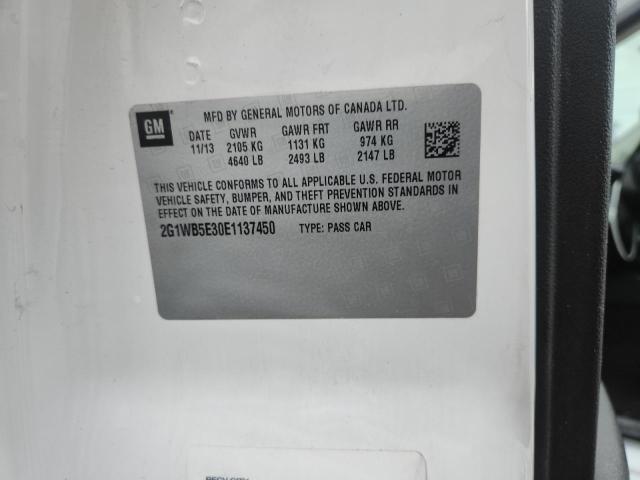 GM
MFD BY GENERAL MOTORS OF CANADA LTD.
DATE GVWR GAWR FRT GAWR RR
11/13 2105 KG 1131 KG 974 KG
4640 LB 2493 LB 2147 LB
THIS VEHICLE CONFORMS TO ALL APPLICABLE U.S. FEDERAL MOTOR
VEHICLE SAFETY, BUMPER, AND THEFT PREVENTION STANDARDS IN
EFFECT ON THE DATE OF MANUFACTURE SHOWN ABOVE.
2G1WB5E30E1137450 TYPE: PASS CAR